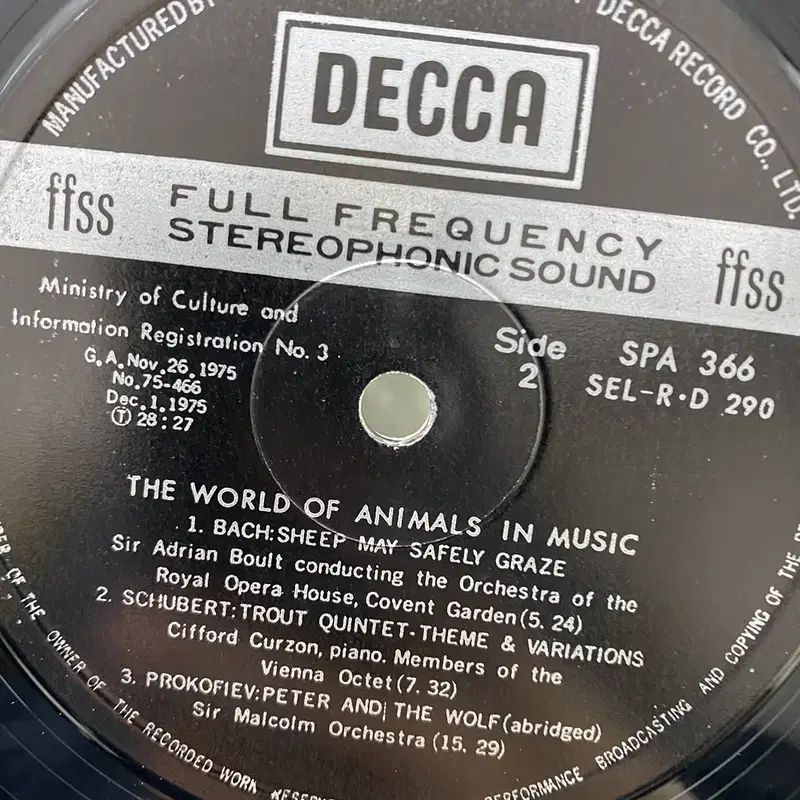 MANUFACTURED BY
DECCA RECORD CO., LTD.
DECCA
ffss
FULL FREQUENCY
STEREOPHONIC SOUND
ffss
Ministry of Culture and
Information Registration No. 3
G.A. Nov. 26. 1975
No. 75-466
Dec. 1. 1975
Ⓣ 28:27
Side
2
SPA 366
SEL-R·D 290
THE WORLD OF ANIMALS IN MUSIC
1. BACH: SHEEP MAY SAFELY GRAZE
Sir Adrian Boult conducting the Orchestra of the
Royal Opera House, Covent Garden (5. 24)
2. SCHUBERT: TROUT QUINTET·THEME & VARIATIONS
Cifford Curzon, piano. Members of the
Vienna Octet (7. 32)
3. PROKOFIEV: PETER AND THE WOLF (abridged)
Sir Malcolm Orchestra (15. 29)
OF THE OWNER OF THE RECORDED WORK
PERFORMANCE BROADCASTING AND COPYING OF THE